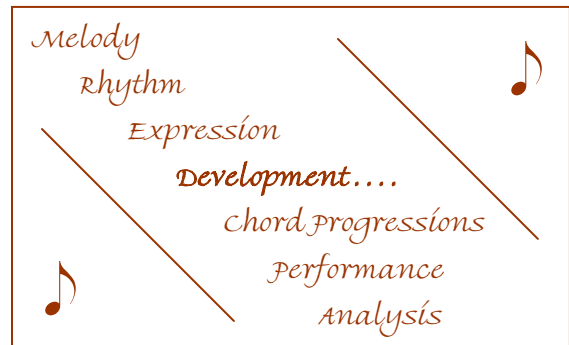 Melody
Rhythm
Expression
Development....
Chord Progressions
Performance
Analysis